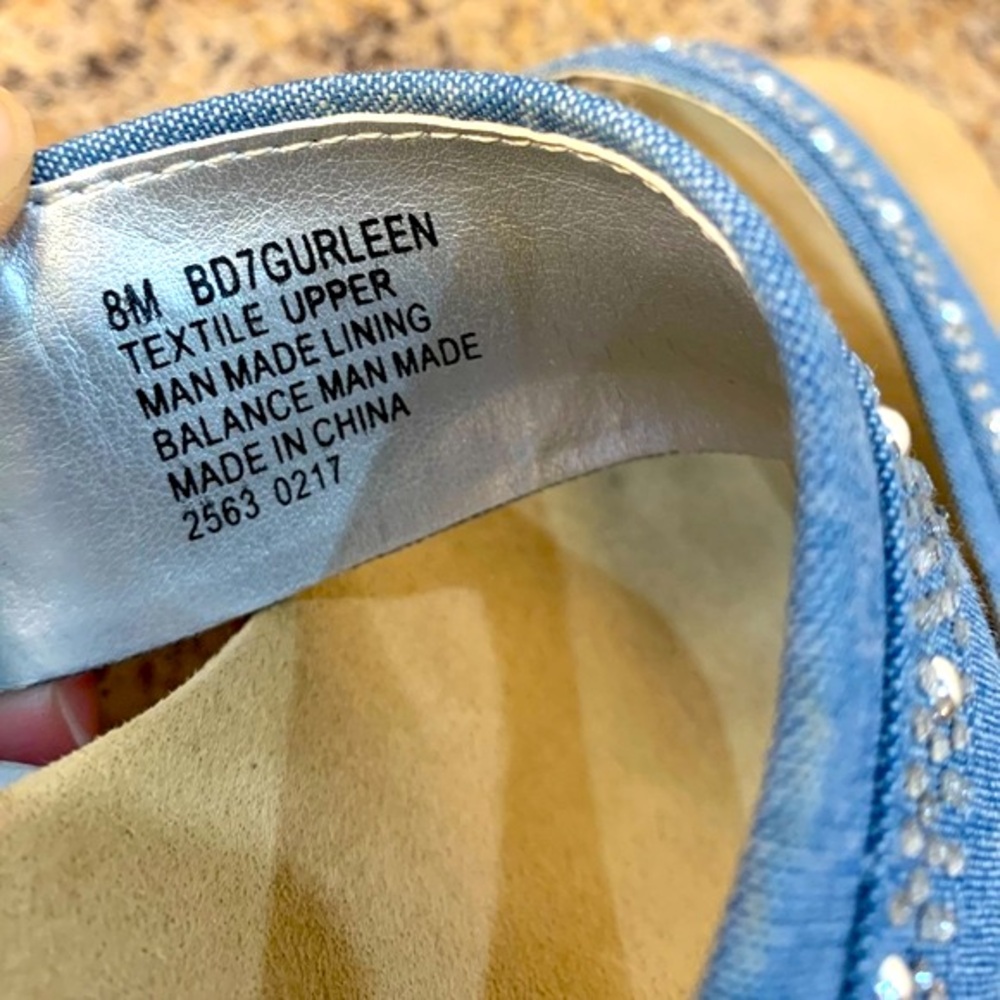 8M BD7GURLEEN
TEXTILE UPPER
MAN MADE LINING
BALANCE MAN MADE
MADE IN CHINA
2563 0217